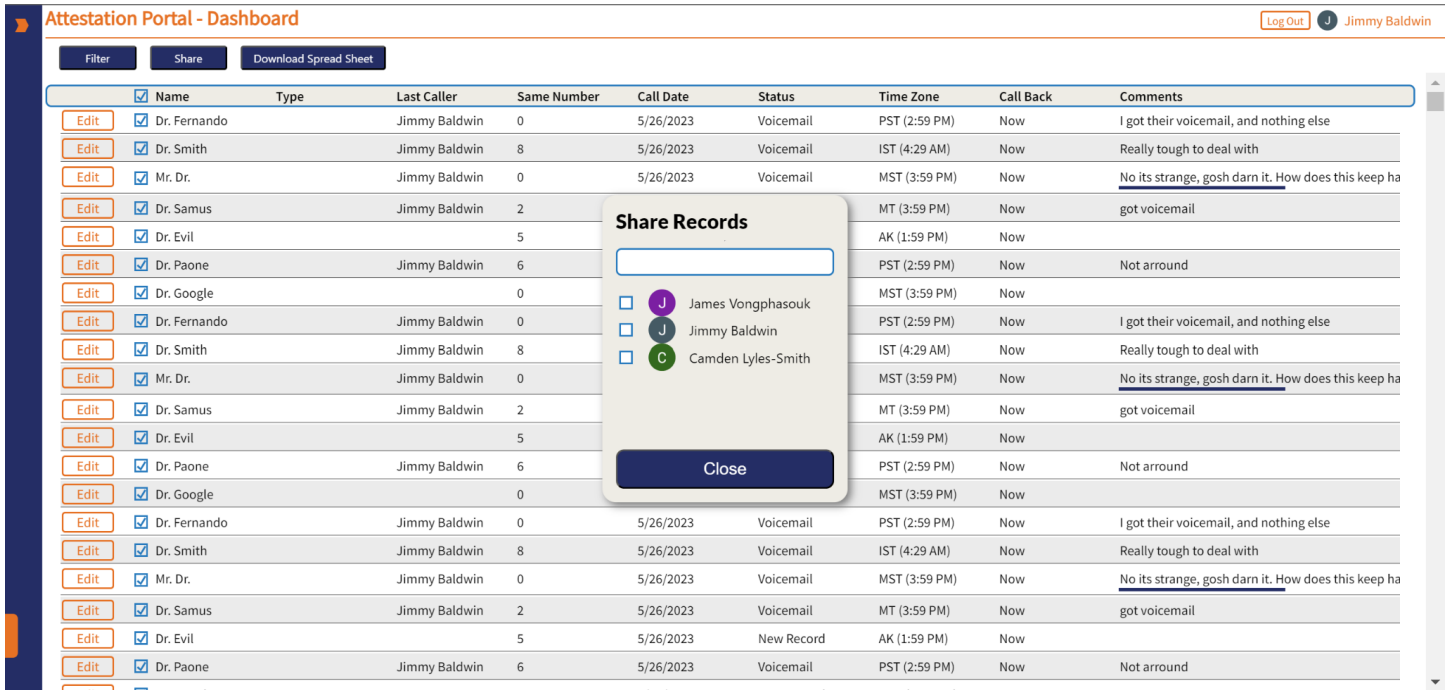 Attestation Portal - Dashboard Log Out J Jimmy Baldwin
Filter Share Download Spread Sheet
Name Type Last Caller Same Number Call Date Status Time Zone Call Back Comments
Edit Dr. Fernando Jimmy Baldwin 0 5/26/2023 Voicemail PST (2:59 PM) Now I got their voicemail, and nothing else
Edit Dr. Smith Jimmy Baldwin 8 5/26/2023 Voicemail IST (4:29 AM) Now Really tough to deal with
Edit Mr. Dr. Jimmy Baldwin 0 5/26/2023 Voicemail MST (3:59 PM) Now No its strange, gosh darn it. How does this keep ha
Edit Dr. Samus Jimmy Baldwin 2 MT (3:59 PM) Now got voicemail
Edit Dr. Evil 5 AK (1:59 PM) Now
Edit Dr. Paone Jimmy Baldwin 6 PST (2:59 PM) Now Not arround
Edit Dr. Google 0 MST (3:59 PM) Now
Edit Dr. Fernando Jimmy Baldwin 0 PST (2:59 PM) Now I got their voicemail, and nothing else
Edit Dr. Smith Jimmy Baldwin 8 IST (4:29 AM) Now Really tough to deal with
Edit Mr. Dr. Jimmy Baldwin 0 MST (3:59 PM) Now No its strange, gosh darn it. How does this keep ha
Edit Dr. Samus Jimmy Baldwin 2 MT (3:59 PM) Now got voicemail
Edit Dr. Evil 5 AK (1:59 PM) Now
Edit Dr. Paone Jimmy Baldwin 6 PST (2:59 PM) Now Not arround
Edit Dr. Google 0 MST (3:59 PM) Now
Edit Dr. Fernando Jimmy Baldwin 0 5/26/2023 Voicemail PST (2:59 PM) Now I got their voicemail, and nothing else
Edit Dr. Smith Jimmy Baldwin 8 5/26/2023 Voicemail IST (4:29 AM) Now Really tough to deal with
Edit Mr. Dr. Jimmy Baldwin 0 5/26/2023 Voicemail MST (3:59 PM) Now No its strange, gosh darn it. How does this keep ha
Edit Dr. Samus Jimmy Baldwin 2 5/26/2023 Voicemail MT (3:59 PM) Now got voicemail
Edit Dr. Evil 5 5/26/2023 New Record AK (1:59 PM) Now
Edit Dr. Paone Jimmy Baldwin 6 5/26/2023 Voicemail PST (2:59 PM) Now Not arround
Share Records
J James Vongphasouk
J Jimmy Baldwin
C Camden Lyles-Smith
Close